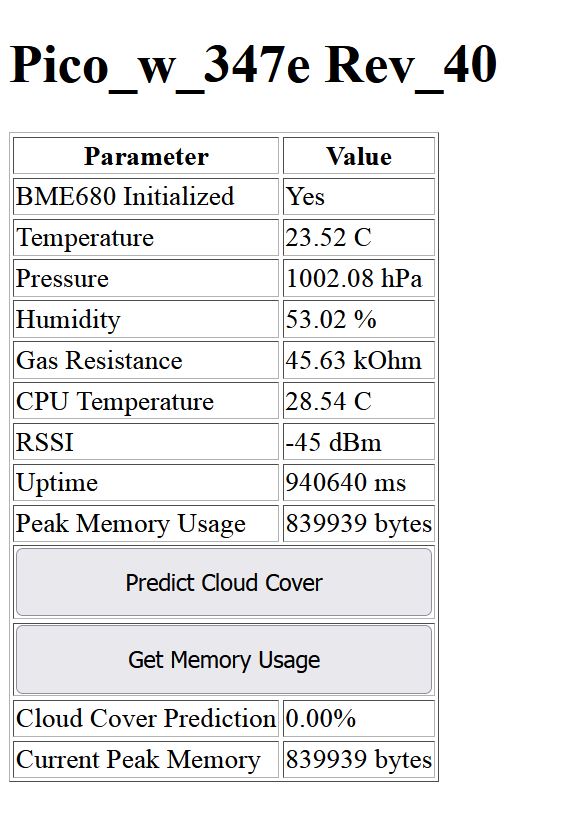 Pico_w_347e Rev_40
Parameter Value
BME680 Initialized Yes
Temperature 23.52 C
Pressure 1002.08 hPa
Humidity 53.02 %
Gas Resistance 45.63 kOhm
CPU Temperature 28.54 C
RSSI -45 dBm
Uptime 940640 ms
Peak Memory Usage 839939 bytes
Predict Cloud Cover
Get Memory Usage
Cloud Cover Prediction 0.00%
Current Peak Memory 839939 bytes